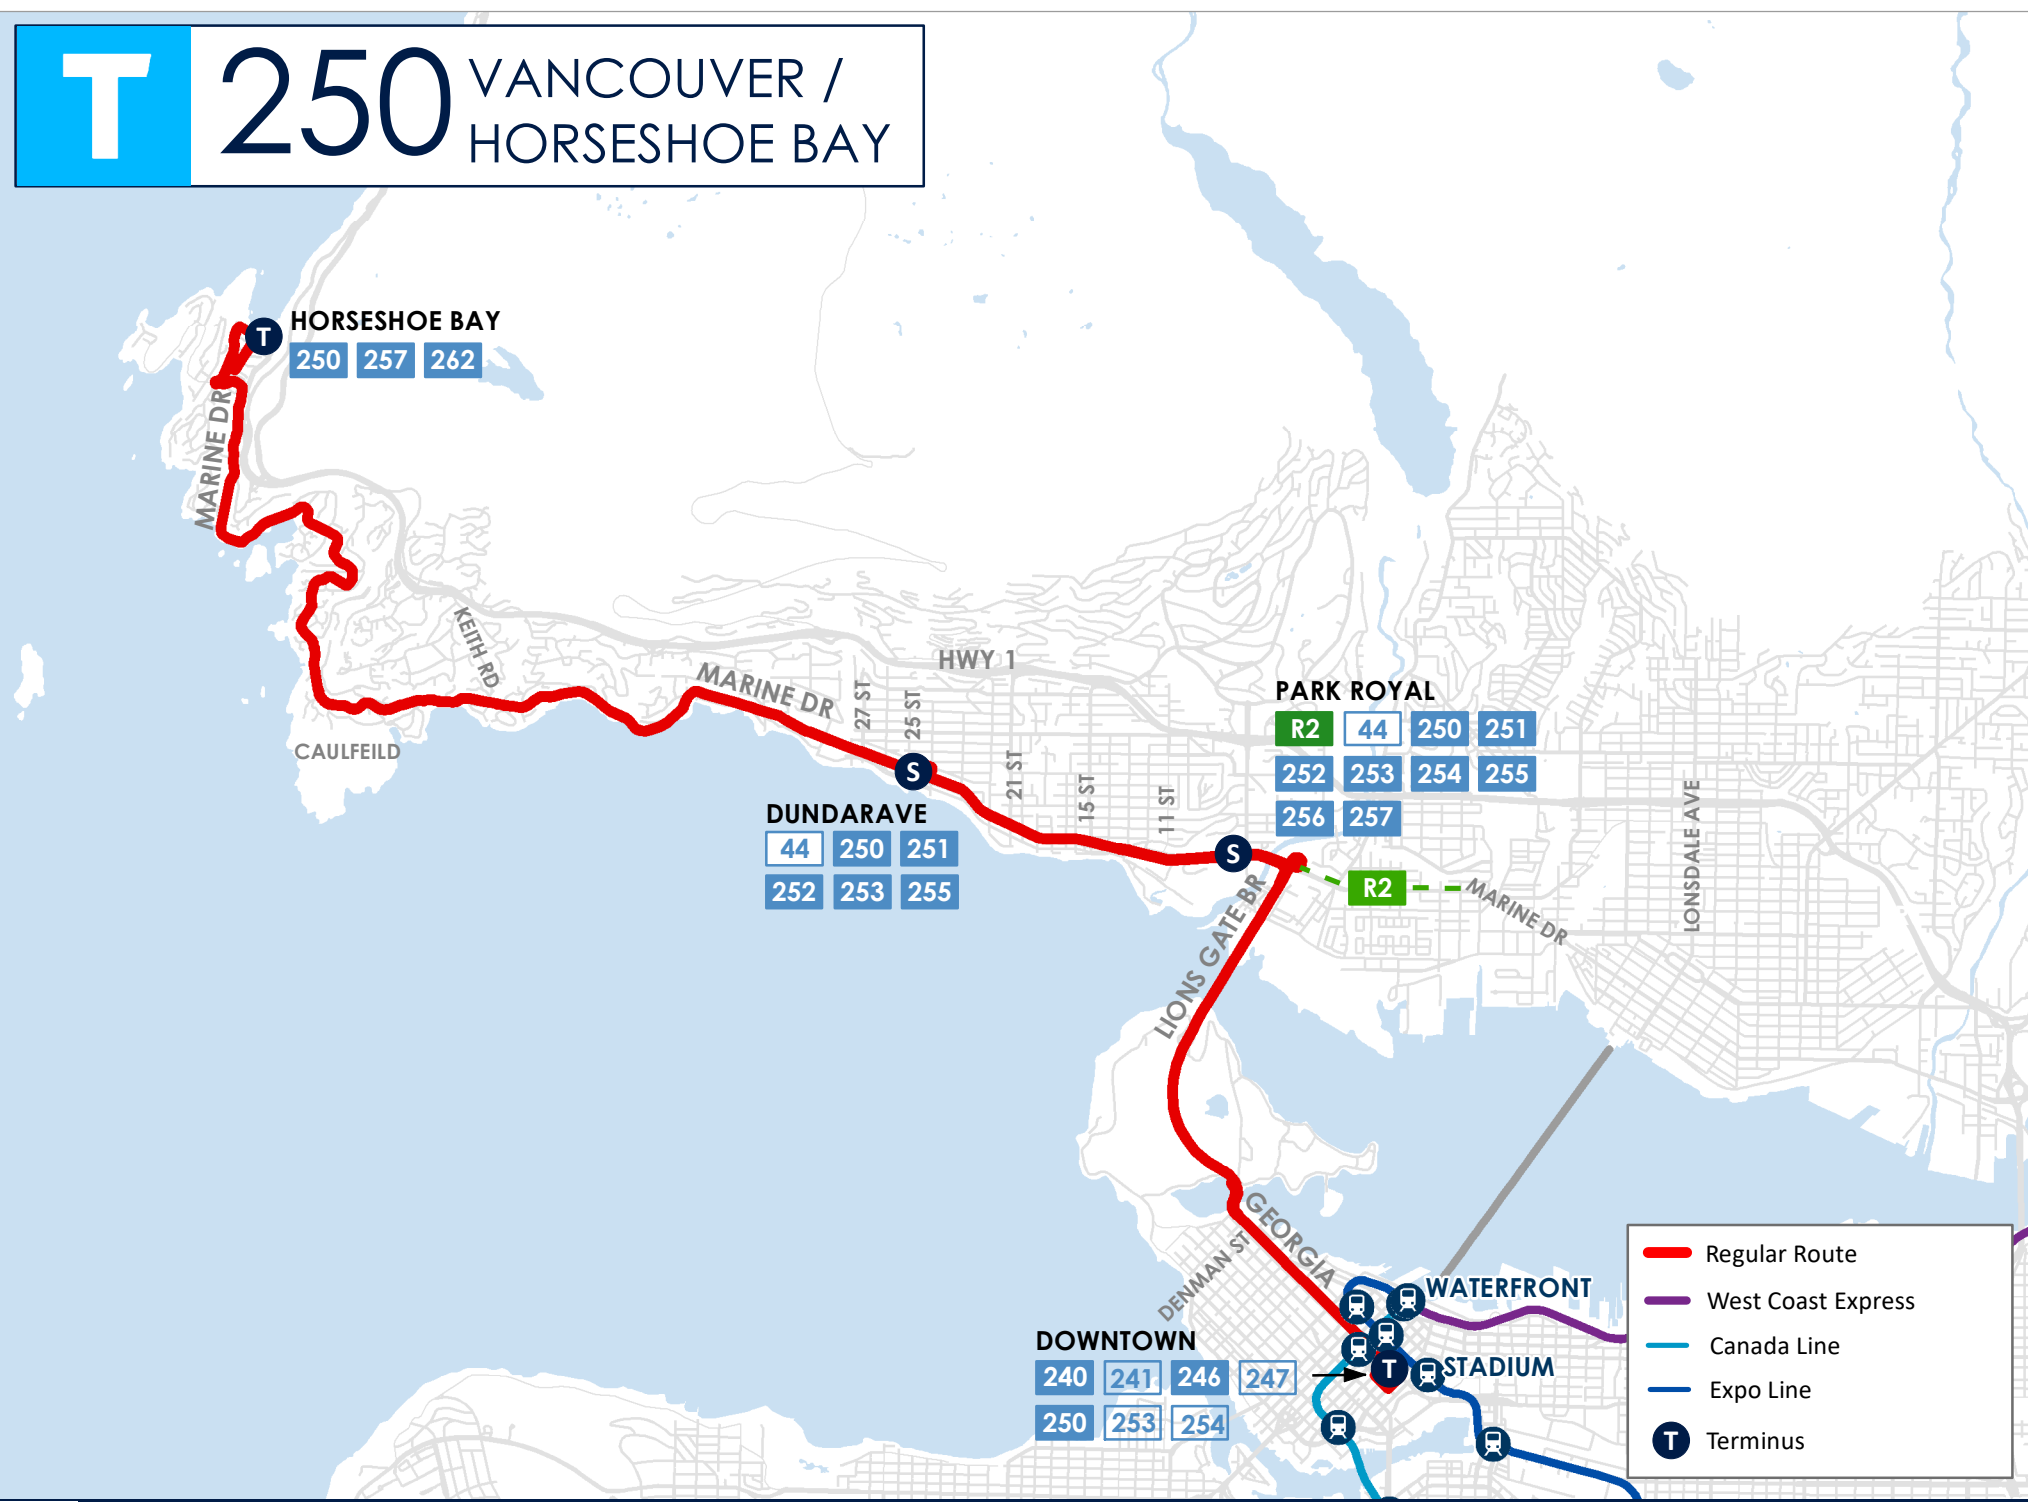 T 250 VANCOUVER /
HORSESHOE BAY
T
HORSESHOE BAY
250 257 262
MARINE DR
KEITH RD
CAULFEILD
MARINE DR
HWY 1
27 ST
25 ST
21 ST
15 ST
11 ST
S
DUNDARAVE
44 250 251
252 253 255
PARK ROYAL
R2 44 250 251
252 253 254 255
256 257
S
R2
MARINE DR
LONSDALE AVE
LIONS GATE BR
GEORGIA
DENMAN ST
WATERFRONT
STADIUM
T
DOWNTOWN
240 241 246 247
250 253 254
Regular Route
West Coast Express
Canada Line
Expo Line
T Terminus